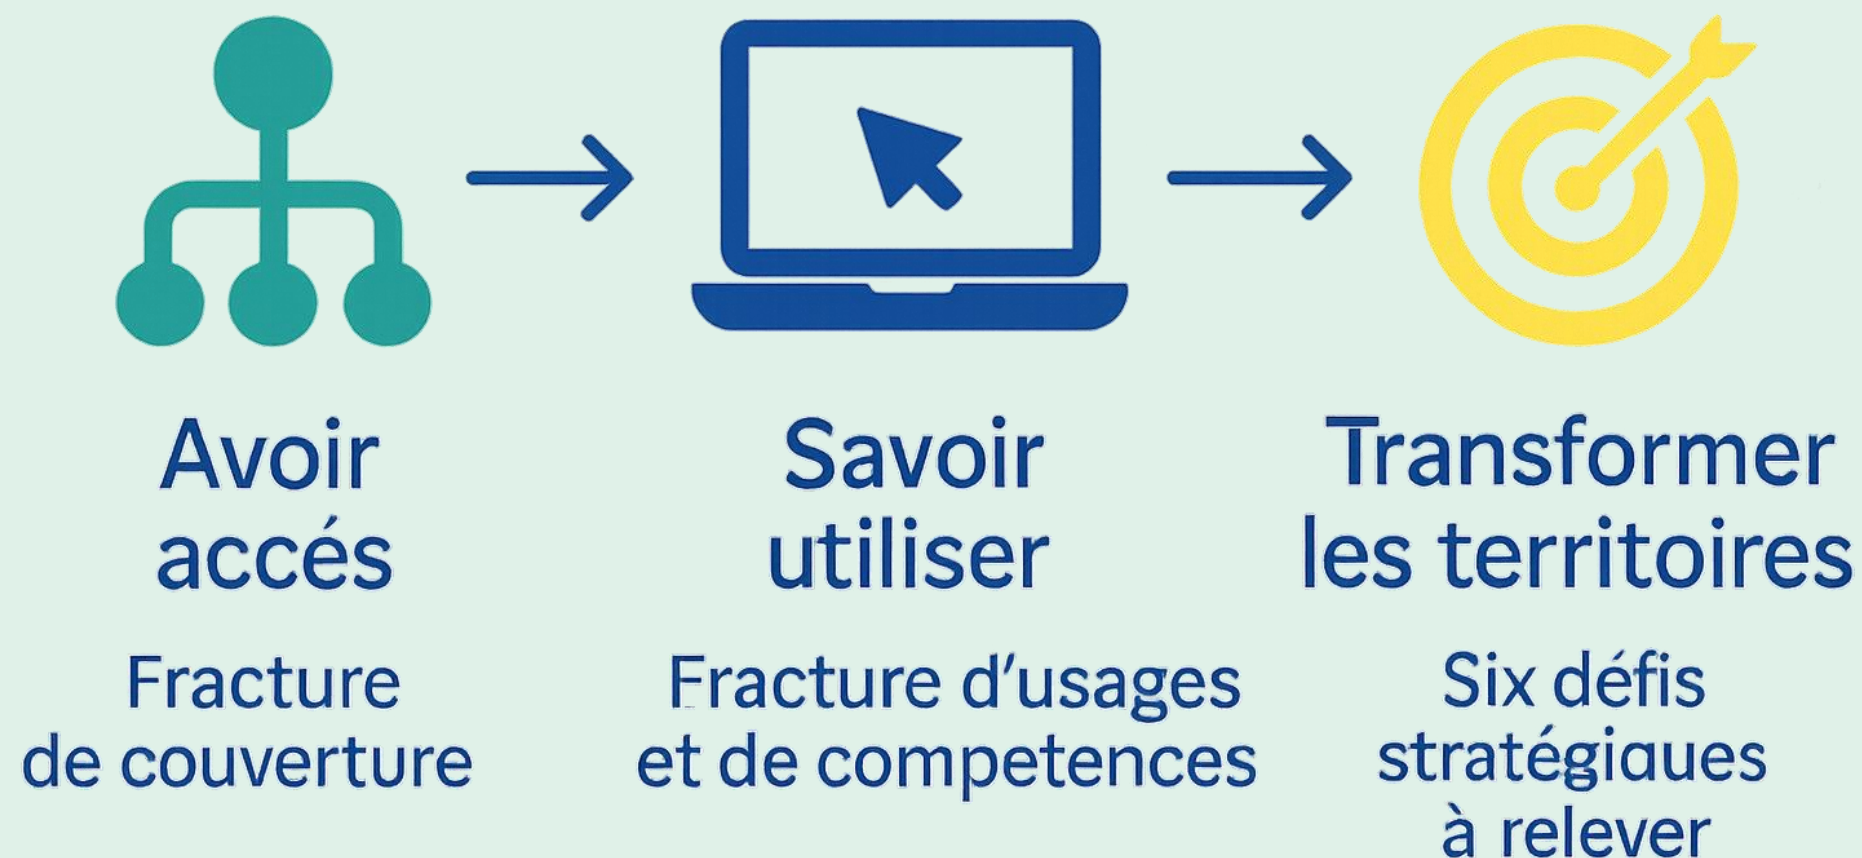 Avoir
accés
Fracture
de couverture
Savoir
utiliser
Fracture d'usages
et de competences
Transformer
les territoires
Six défis
stratégiaues
à relever